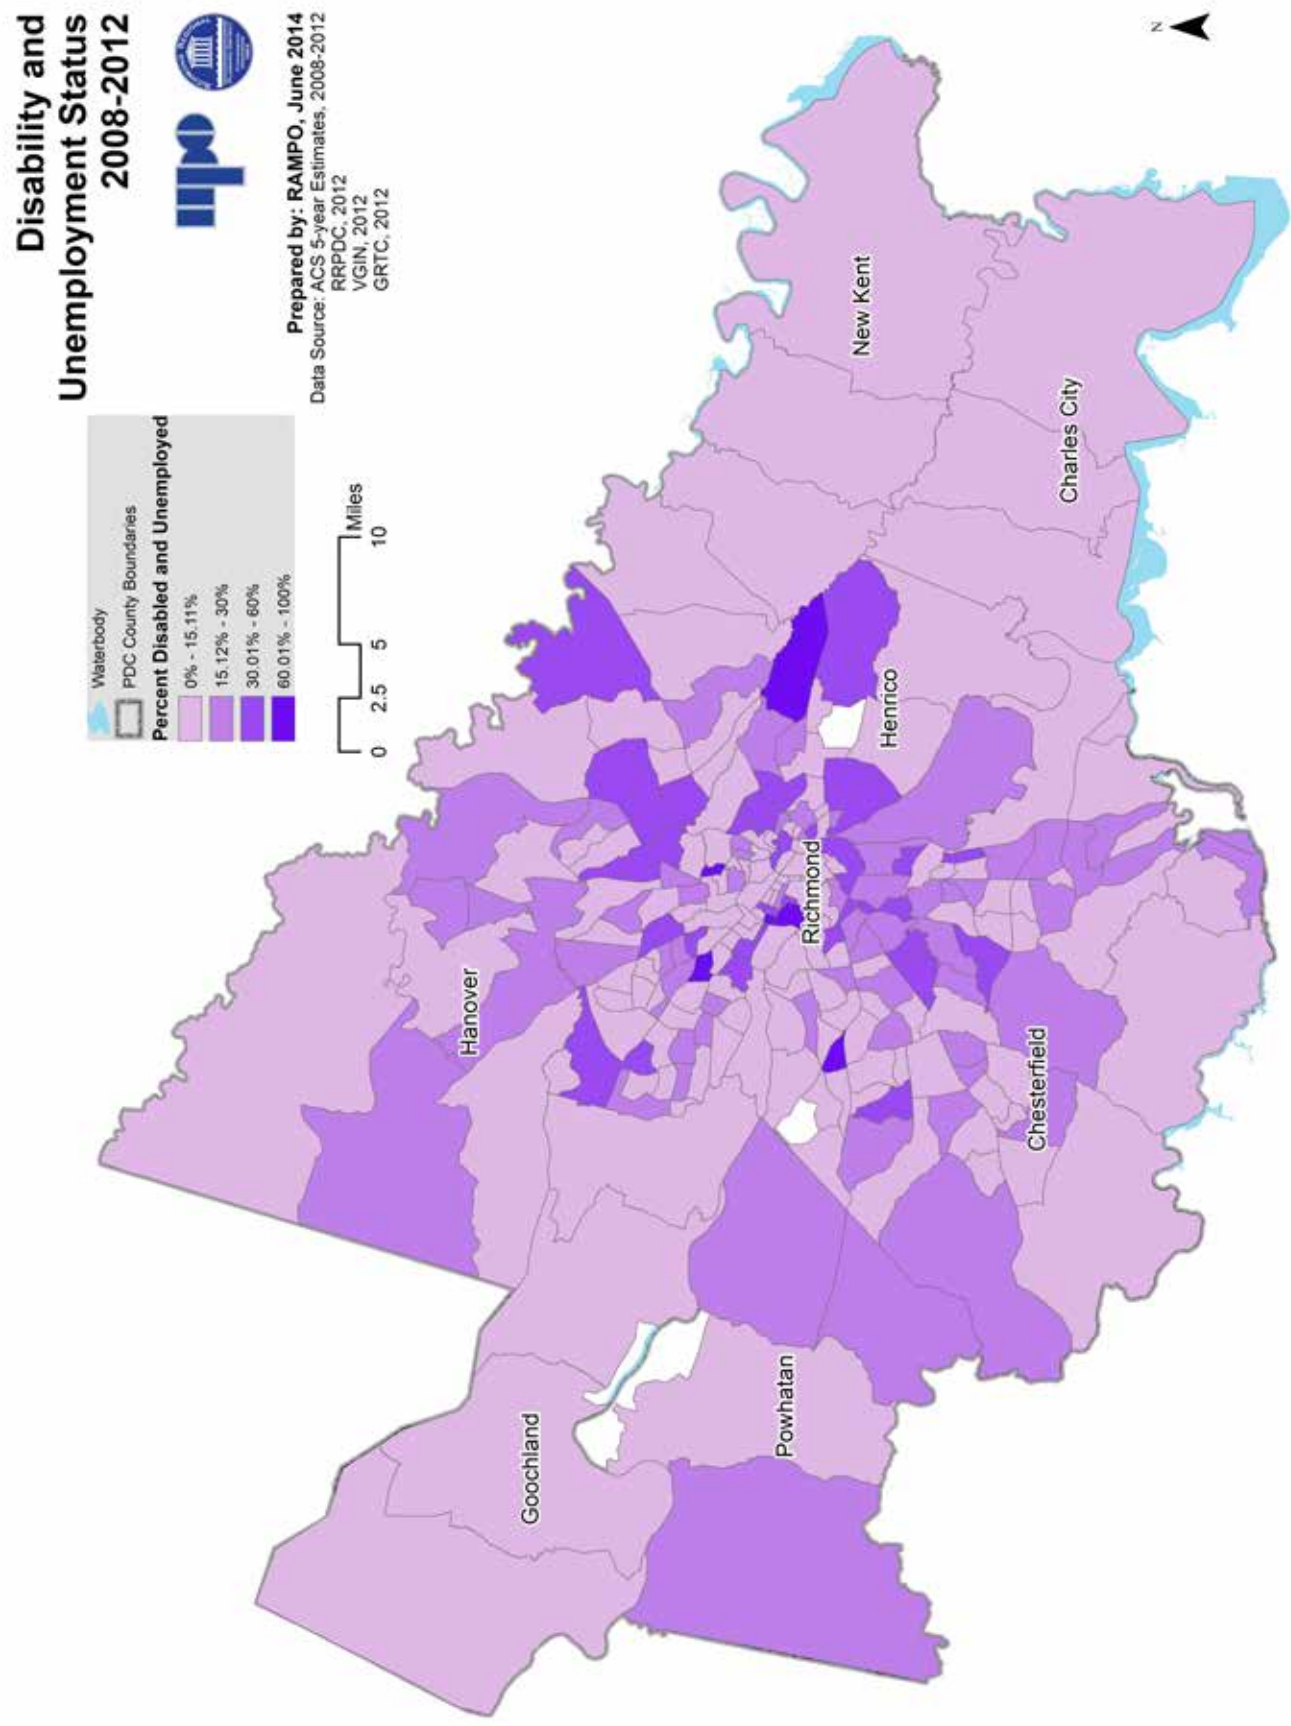 Disability and
Unemployment Status
2008-2012
mpo
Prepared by: RAMPO, June 2014
Data Source: ACS 5-year Estimates, 2008-2012
RRPDC, 2012
VGIN, 2012
GRTC, 2012
Waterbody
PDC County Boundaries
Percent Disabled and Unemployed
0% - 15.11%
15.12% - 30%
30.01% - 60%
60.01% - 100%
0 2.5 5 10
Miles
N
Hanover
New Kent
Goochland
Henrico
Richmond
Charles City
Powhatan
Chesterfield